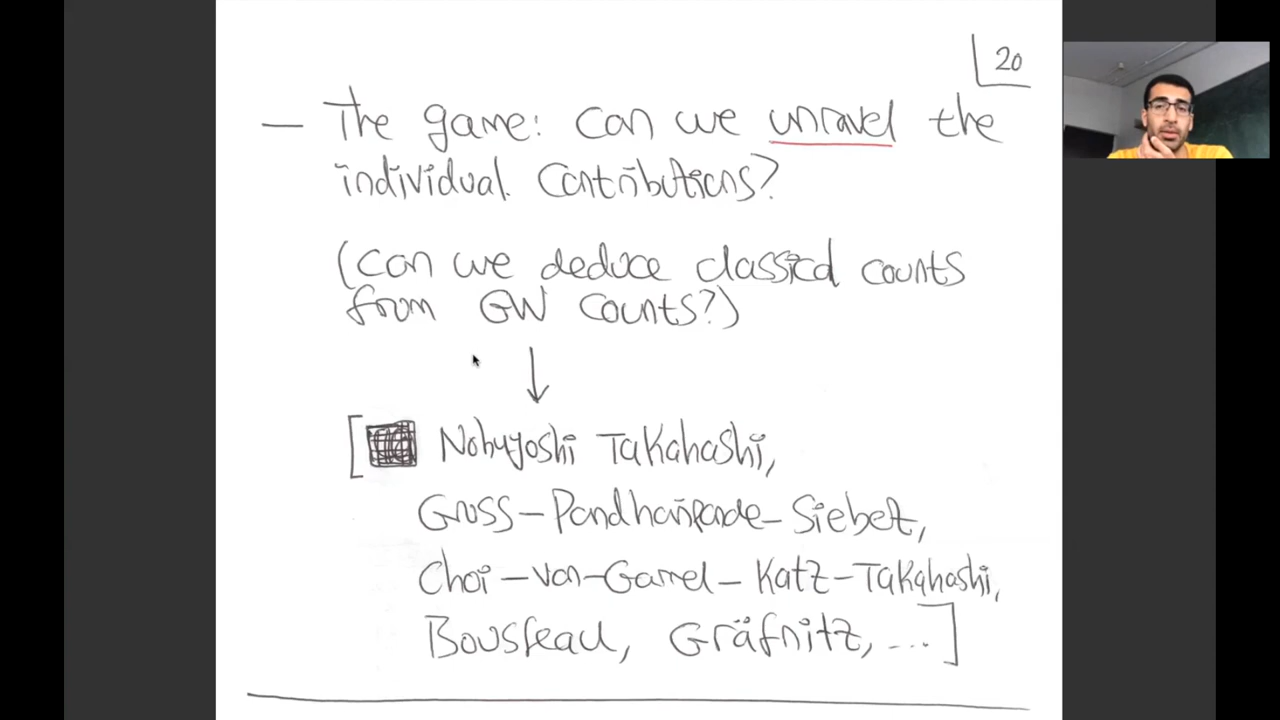 20
— The game: Can we unravel the
individual contributions?
(can we deduce classical counts
from GW counts?)
↓
[ Nobuyoshi Takahashi,
Gross-Pandharipande-Siebert,
Choi-van-Garrel-Katz-Takahashi,
Bousseau, Gräfnitz, ...]